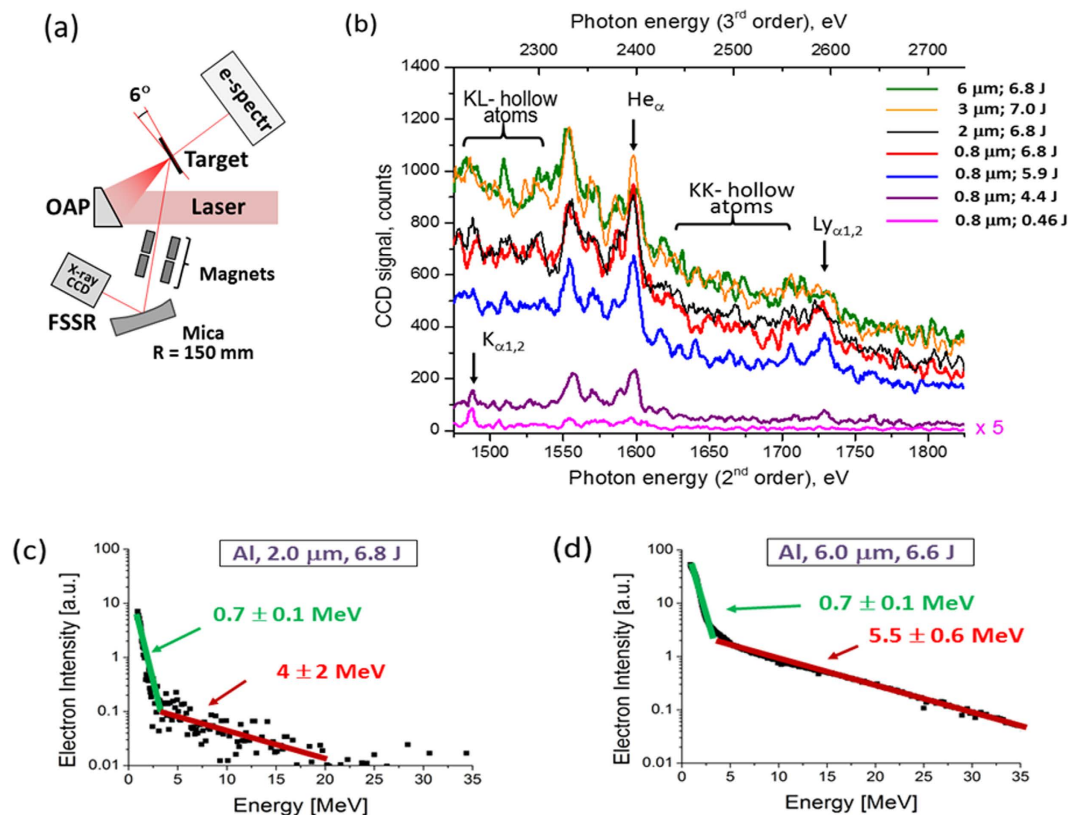 (a)
6°
e-spectr
Target
OAP
Laser
Magnets
X-ray
CCD
FSSR
Mica
R = 150 mm
(b)
Photon energy (3rd order), eV
2300
2400
2500
2600
2700
1400
1200
1000
800
600
400
200
0
CCD signal, counts
KL- hollow
atoms
Heα
KK- hollow
atoms
Lyα1,2
Kα1,2
6 μm; 6.8 J
3 μm; 7.0 J
2 μm; 6.8 J
0.8 μm; 6.8 J
0.8 μm; 5.9 J
0.8 μm; 4.4 J
0.8 μm; 0.46 J
x 5
1500
1550
1600
1650
1700
1750
1800
Photon energy (2nd order), eV
(c)
Al, 2.0 μm, 6.8 J
0.7 ± 0.1 MeV
4 ± 2 MeV
Electron Intensity [a.u.]
100
10
1
0.1
0.01
0
5
10
15
20
25
30
35
Energy [MeV]
(d)
Al, 6.0 μm, 6.6 J
0.7 ± 0.1 MeV
5.5 ± 0.6 MeV
Electron Intensity [a.u.]
100
10
1
0.1
0.01
0
5
10
15
20
25
30
35
Energy [MeV]